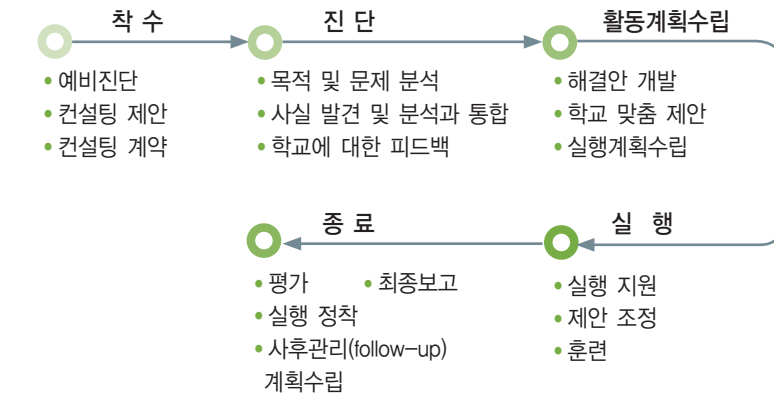 착 수
• 예비진단
• 컨설팅 제안
• 컨설팅 계약
진 단
• 목적 및 문제 분석
• 사실 발견 및 분석과 통합
• 학교에 대한 피드백
활동계획수립
• 해결안 개발
• 학교 맞춤 제안
• 실행계획수립
실 행
• 실행 지원
• 제안 조정
• 훈련
종 료
• 평가 • 최종보고
• 실행 정착
• 사후관리(follow-up)
계획수립